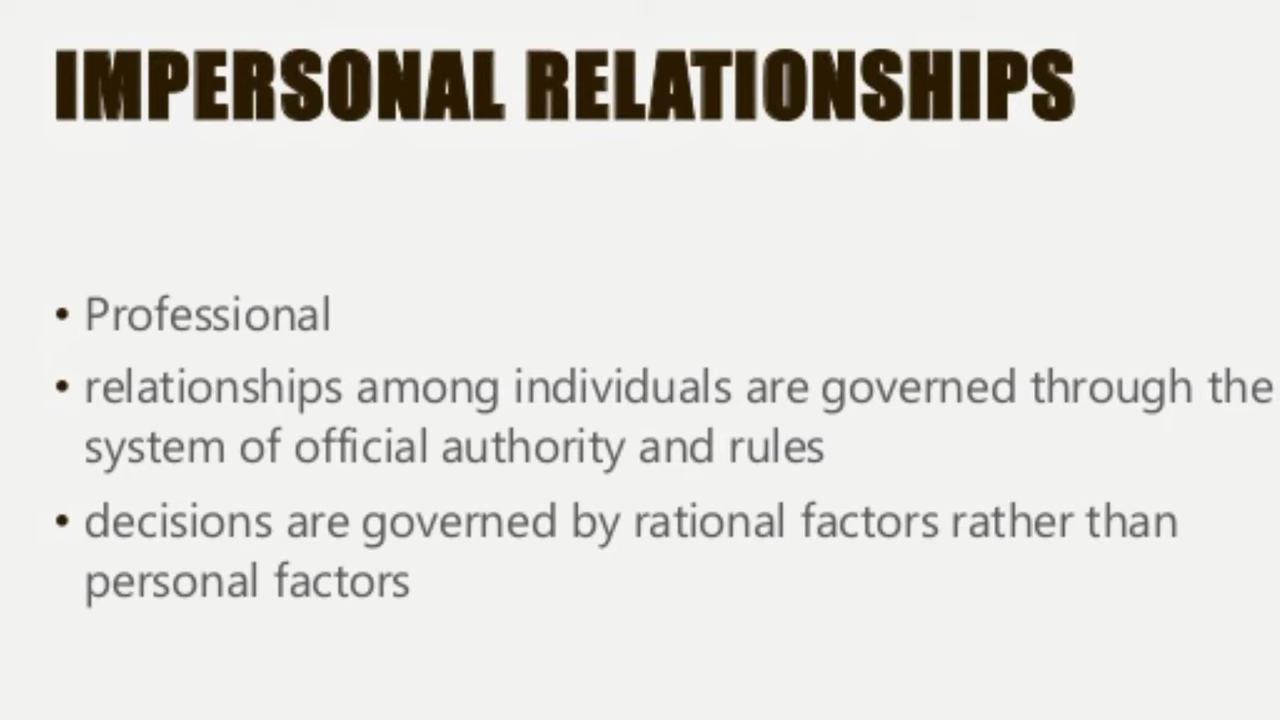 IMPERSONAL RELATIONSHIPS
• Professional
• relationships among individuals are governed through the
system of official authority and rules
• decisions are governed by rational factors rather than
personal factors